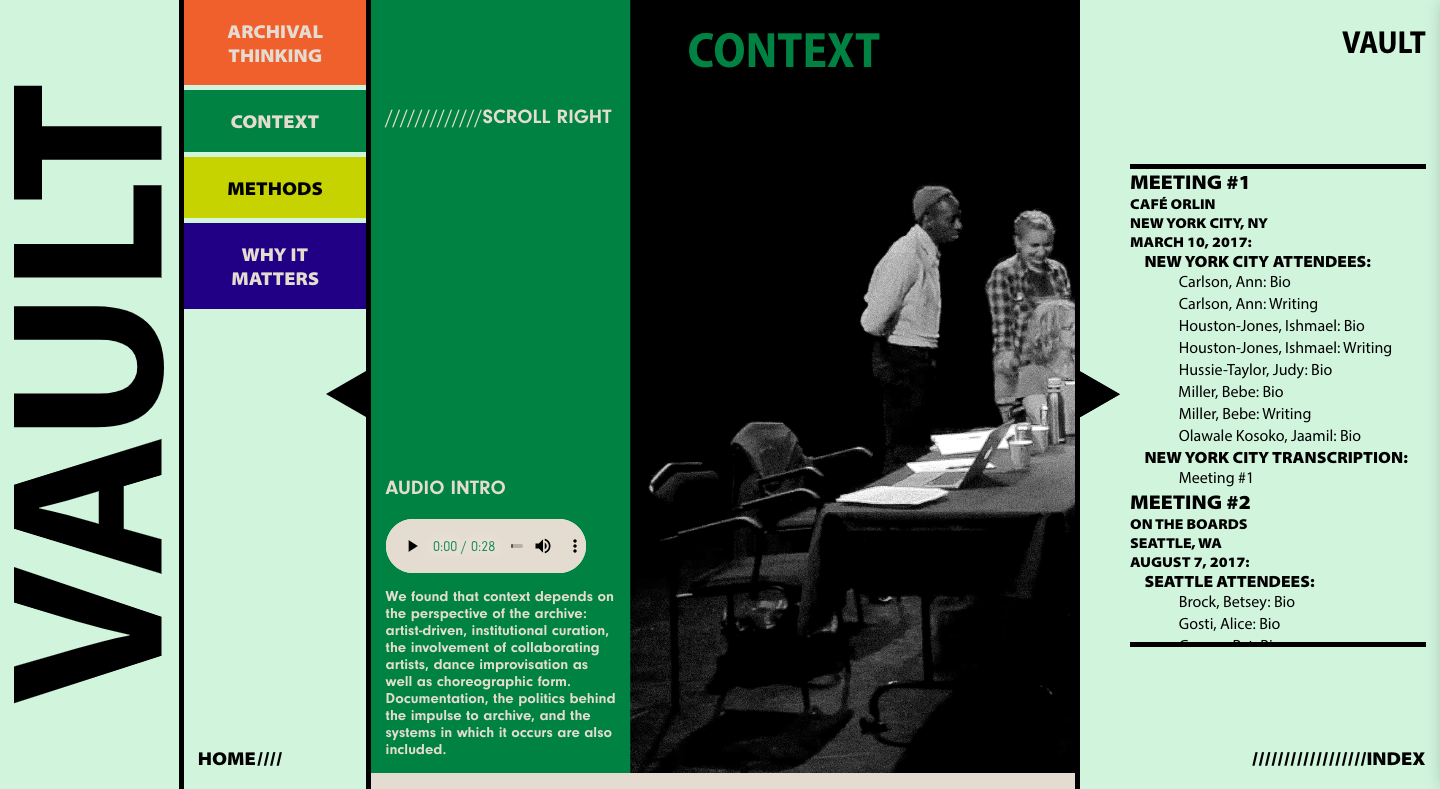 VAULT
ARCHIVAL
THINKING
CONTEXT
METHODS
WHY IT
MATTERS
HOME////
/////////////SCROLL RIGHT
AUDIO INTRO
0:00 / 0:28
We found that context depends on
the perspective of the archive:
artist-driven, institutional curation,
the involvement of collaborating
artists, dance improvisation as
well as choreographic form.
Documentation, the politics behind
the impulse to archive, and the
systems in which it occurs are also
included.
CONTEXT
VAULT
MEETING #1
CAFÉ ORLIN
NEW YORK CITY, NY
MARCH 10, 2017:
NEW YORK CITY ATTENDEES:
Carlson, Ann: Bio
Carlson, Ann: Writing
Houston-Jones, Ishmael: Bio
Houston-Jones, Ishmael: Writing
Hussie-Taylor, Judy: Bio
Miller, Bebe: Bio
Miller, Bebe: Writing
Olawale Kosoko, Jaamil: Bio
NEW YORK CITY TRANSCRIPTION:
Meeting #1
MEETING #2
ON THE BOARDS
SEATTLE, WA
AUGUST 7, 2017:
SEATTLE ATTENDEES:
Brock, Betsey: Bio
Gosti, Alice: Bio
//////////////////INDEX